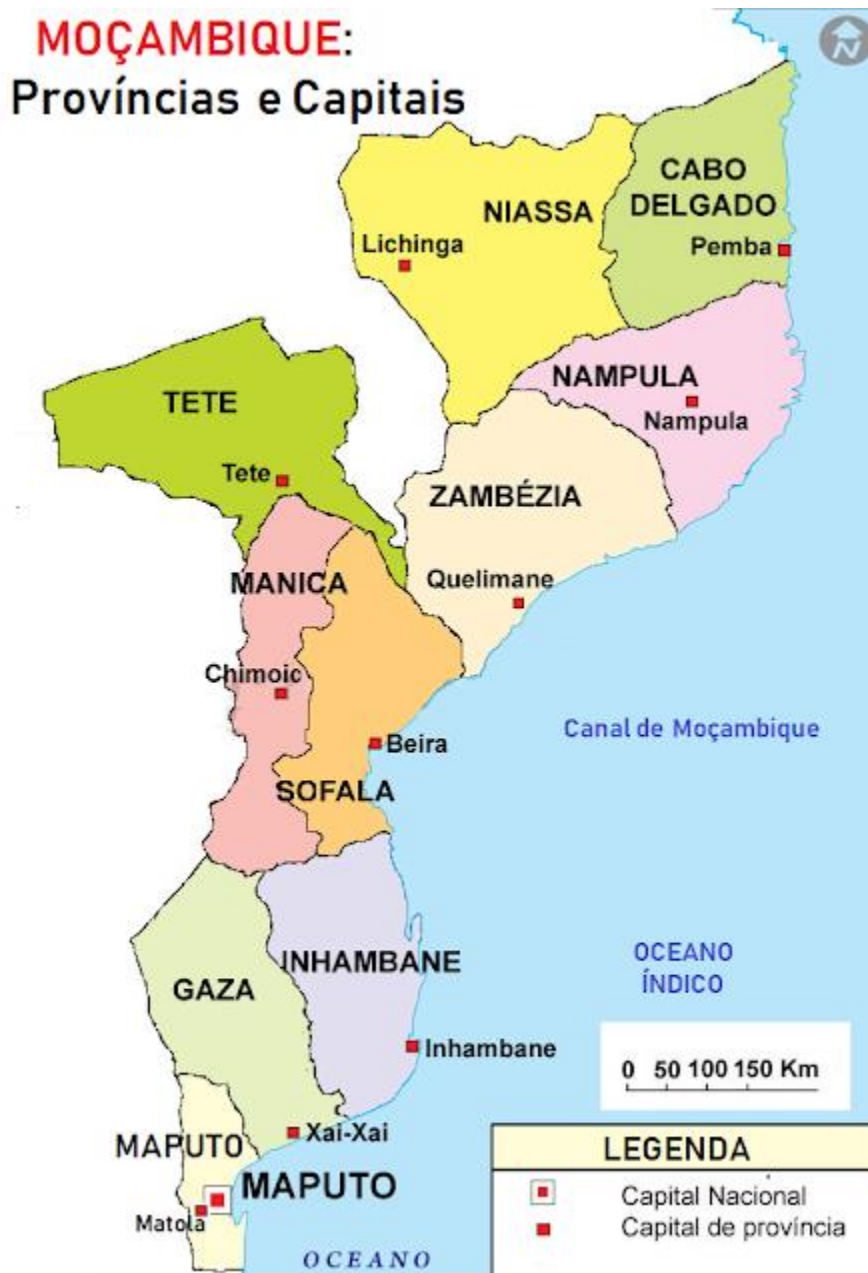 MOÇAMBIQUE:
Províncias e Capitais
N
CABO
DELGADO
NIASSA
Lichinga
Pemba
NAMPULA
Nampula
TETE
Tete
ZAMBÉZIA
Quelimane
MANICA
Chimoic
Beira
SOFALA
Canal de Moçambique
INHAMBANE
GAZA
OCEANO
ÍNDICO
Inhambane
0 50 100 150 Km
Xai-Xai
MAPUTO
MAPUTO
Matola
OCEANO
LEGENDA
Capital Nacional
Capital de província